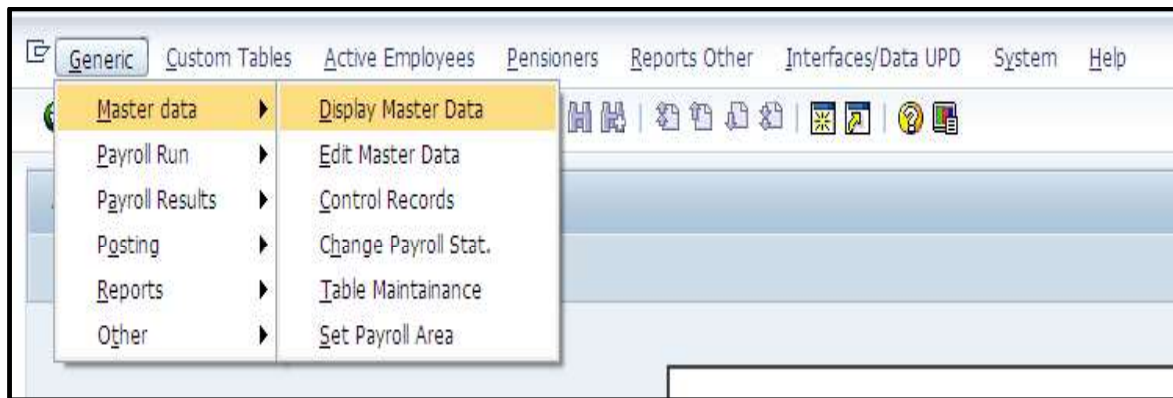 Generic Custom Tables Active Employees Pensioners Reports Other Interfaces/Data UPD System Help
Master data Display Master Data
Payroll Run Edit Master Data
Payroll Results Control Records
Posting Change Payroll Stat.
Reports Table Maintainance
Other Set Payroll Area